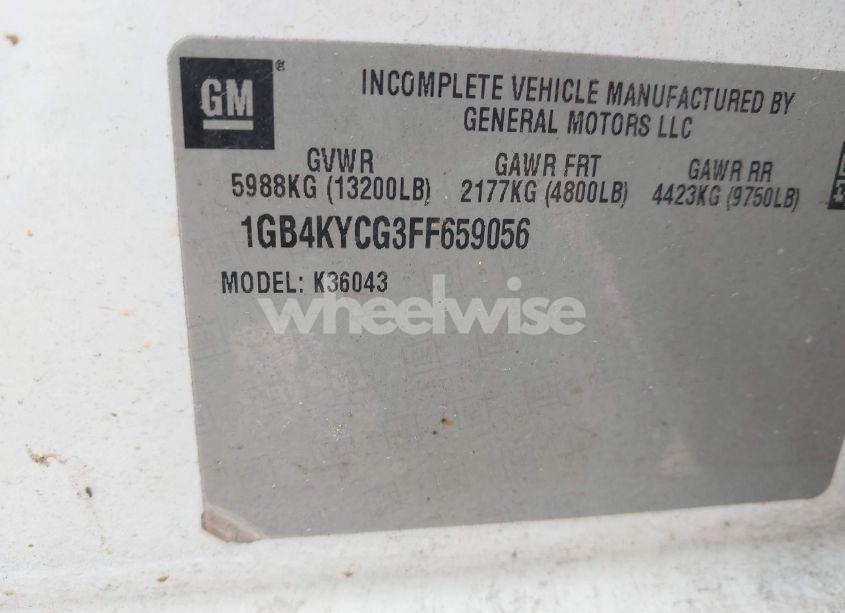 GM®
INCOMPLETE VEHICLE MANUFACTURED BY
GENERAL MOTORS LLC
GVWR GAWR FRT GAWR RR
5988KG (13200LB) 2177KG (4800LB) 4423KG (9750LB)
1GB4KYCG3FF659056
MODEL: K36043
wheelwise